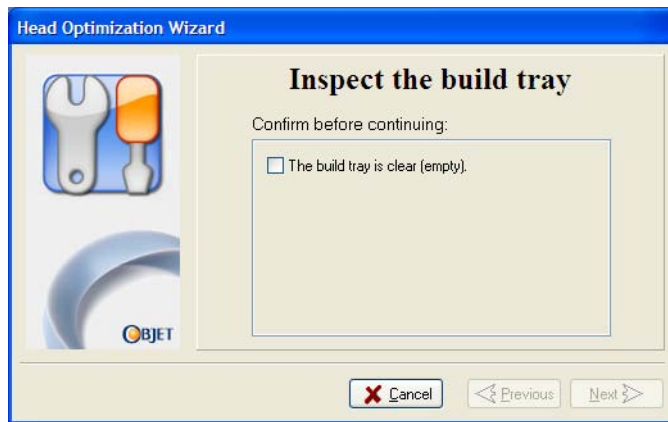 Head Optimization Wizard
Inspect the build tray
Confirm before continuing:
The build tray is clear (empty).
OBJET
Cancel
Previous
Next